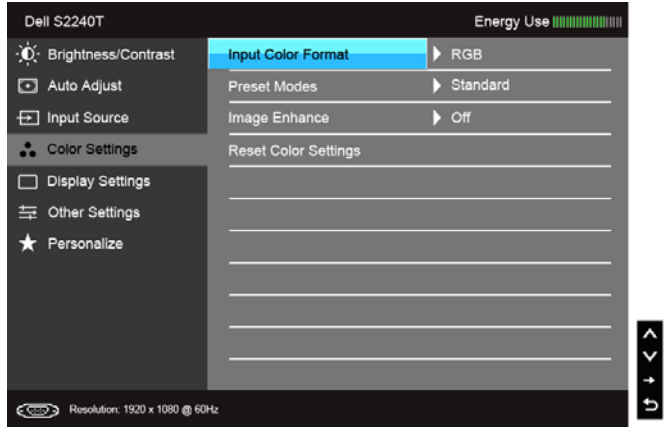 Dell S2240T
Energy Use
Brightness/Contrast
Auto Adjust
Input Source
Color Settings
Display Settings
Other Settings
Personalize
Input Color Format
RGB
Preset Modes
Standard
Image Enhance
Off
Reset Color Settings
Resolution: 1920 x 1080 @ 60Hz